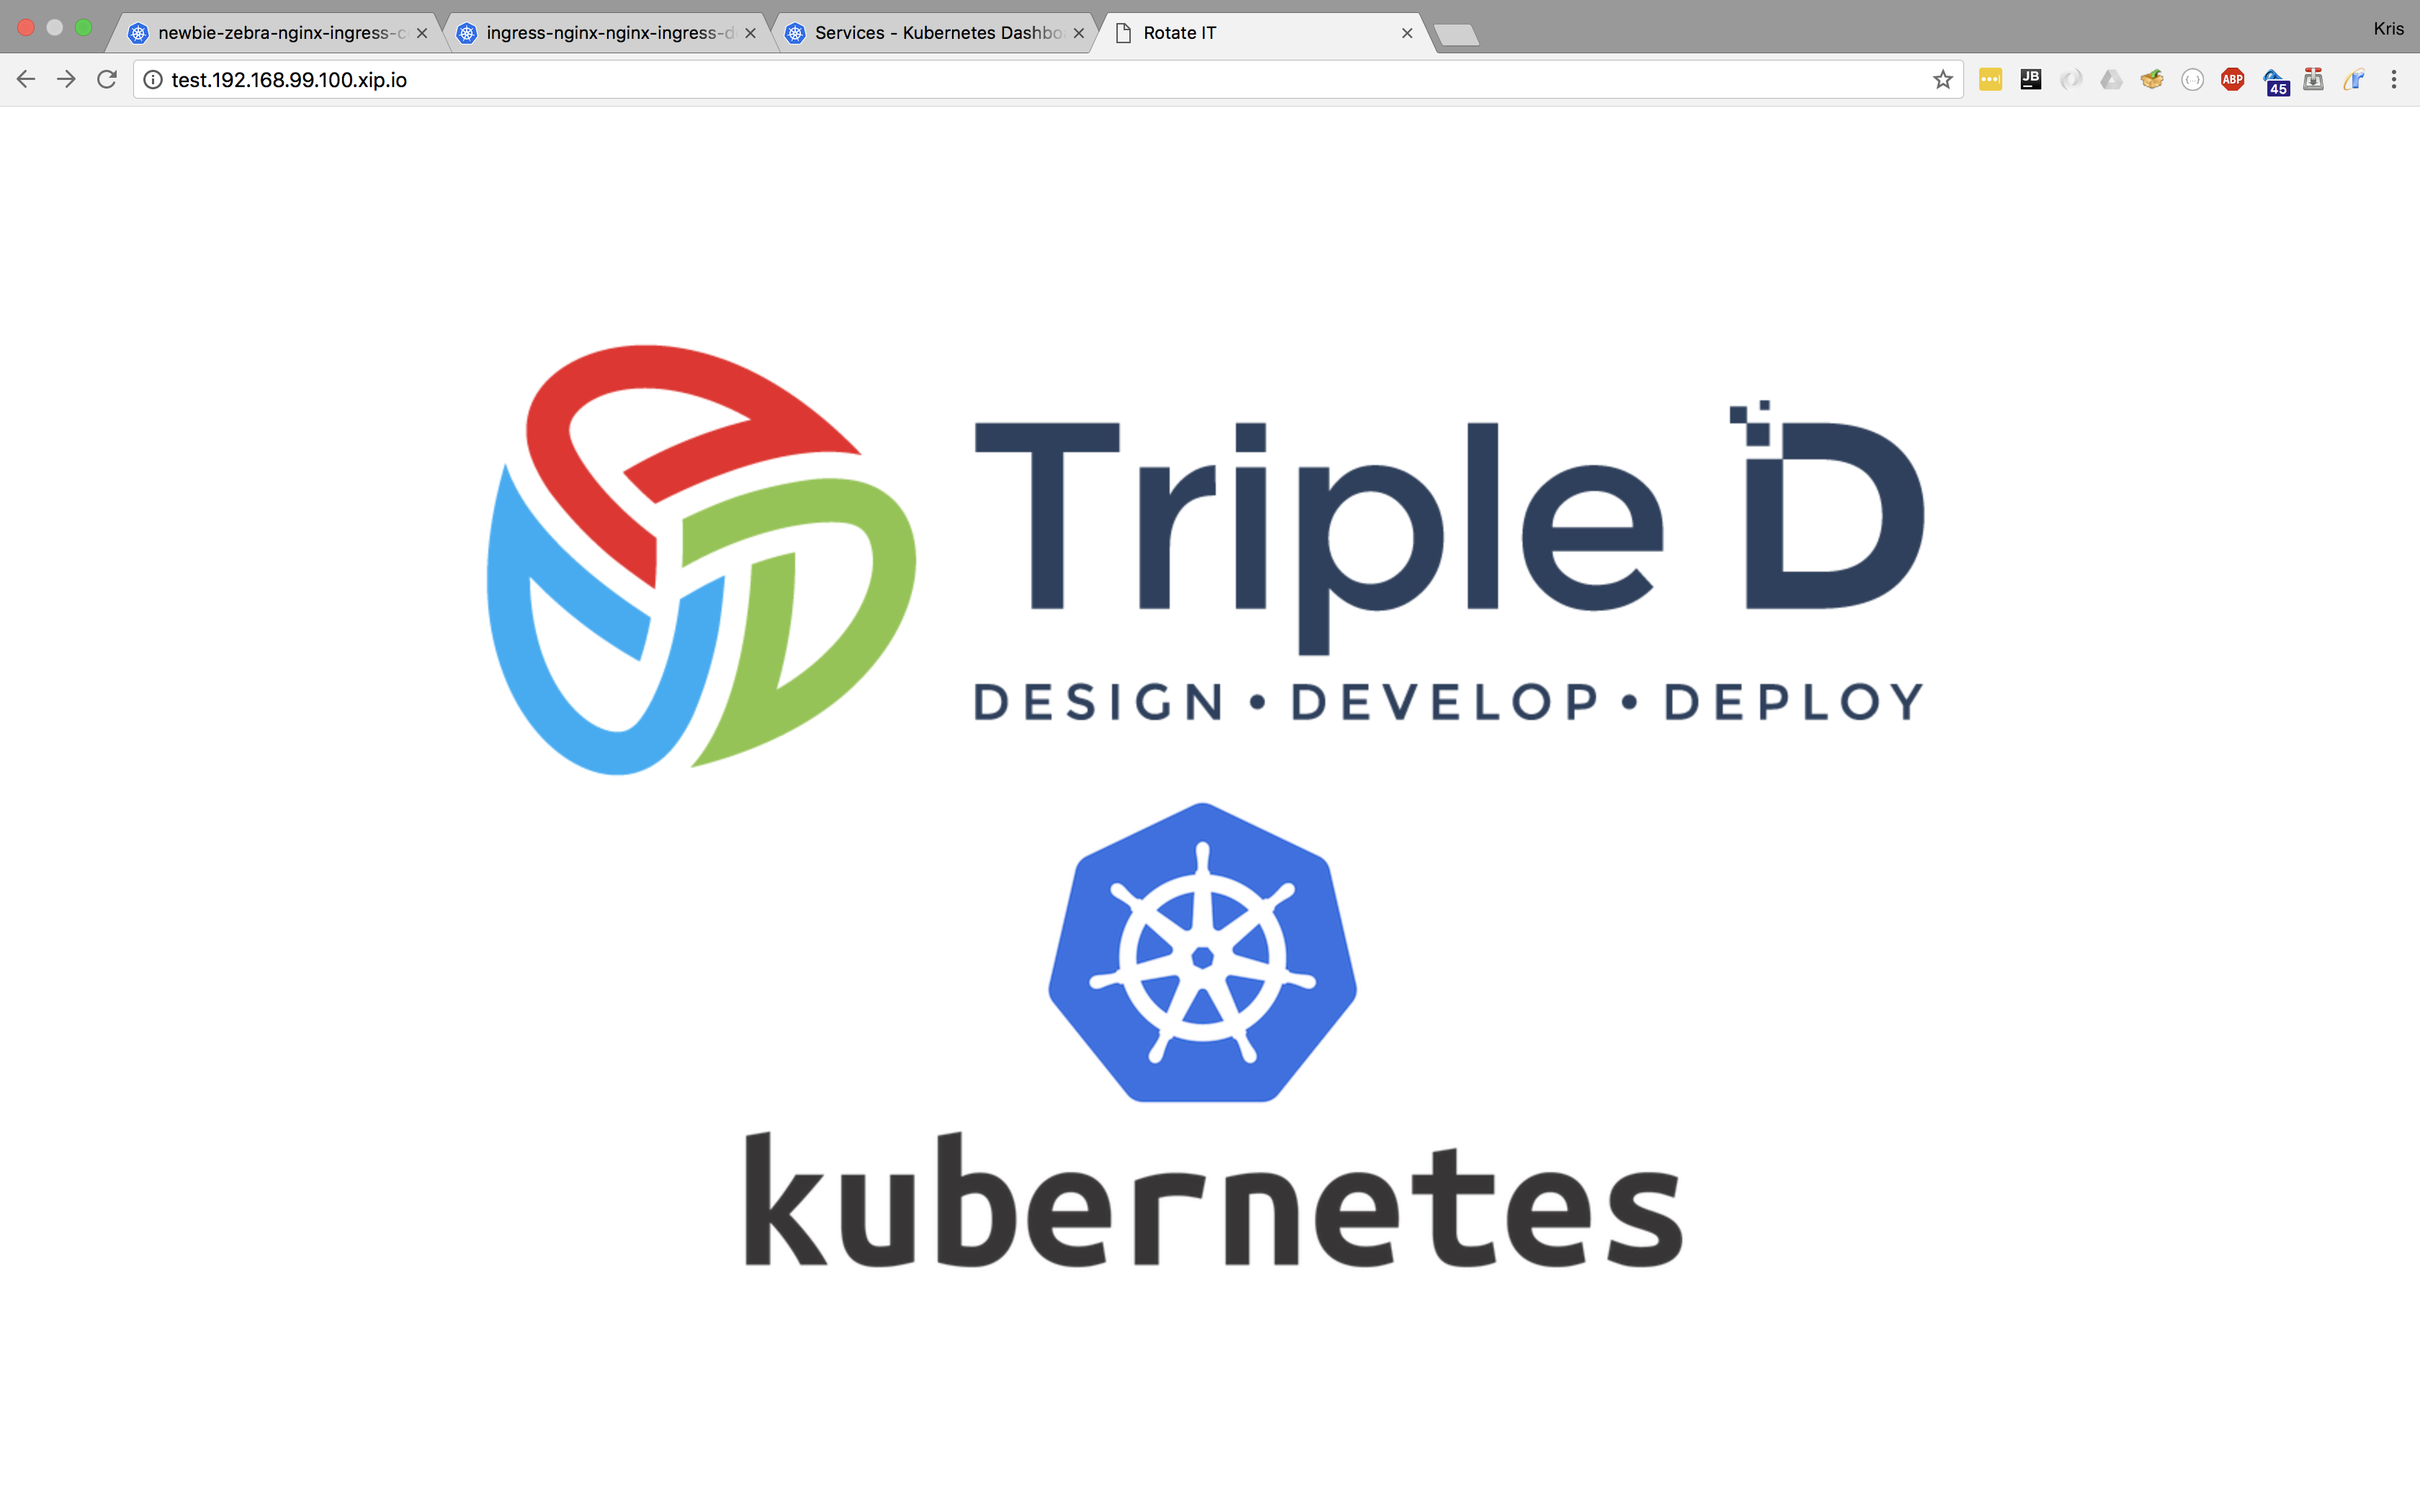 newbie-zebra-nginx-ingress-c
ingress-nginx-nginx-ingress-d
Services - Kubernetes Dashbo
Rotate IT
Kris
test.192.168.99.100.xip.io
JB
{...}
ABP
45
Triple D
DESIGN • DEVELOP • DEPLOY
kubernetes